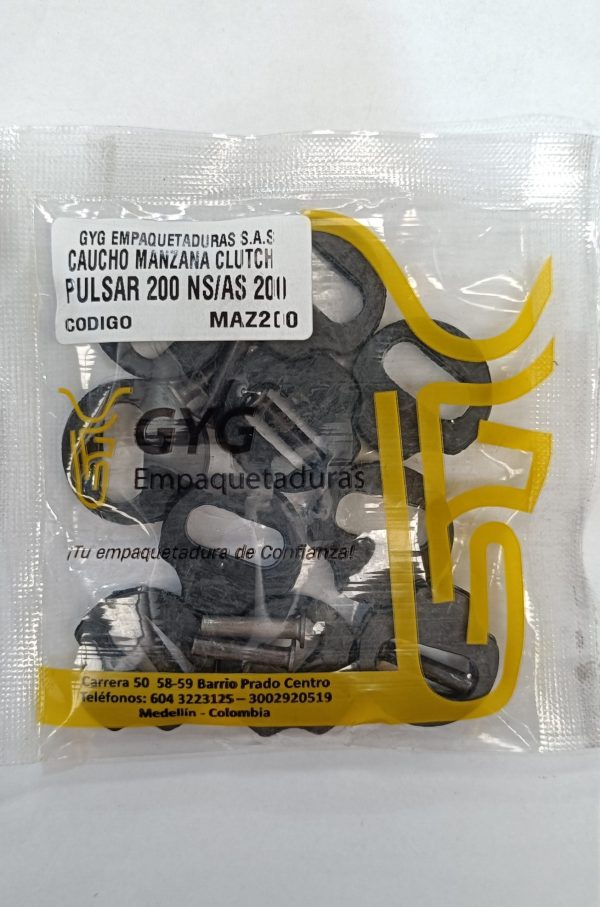 GYG EMPAQUETADURAS S.A.S
CAUCHO MANZANA CLUTCH
PULSAR 200 NS/AS 200
CODIGO MAZ200
GYG
Empaquetaduras
¡Tu empaquetadura de Confianza!
Carrera 50 58-59 Barrio Prado Centro
Teléfonos: 604 3223125 – 3002920519
Medellín - Colombia